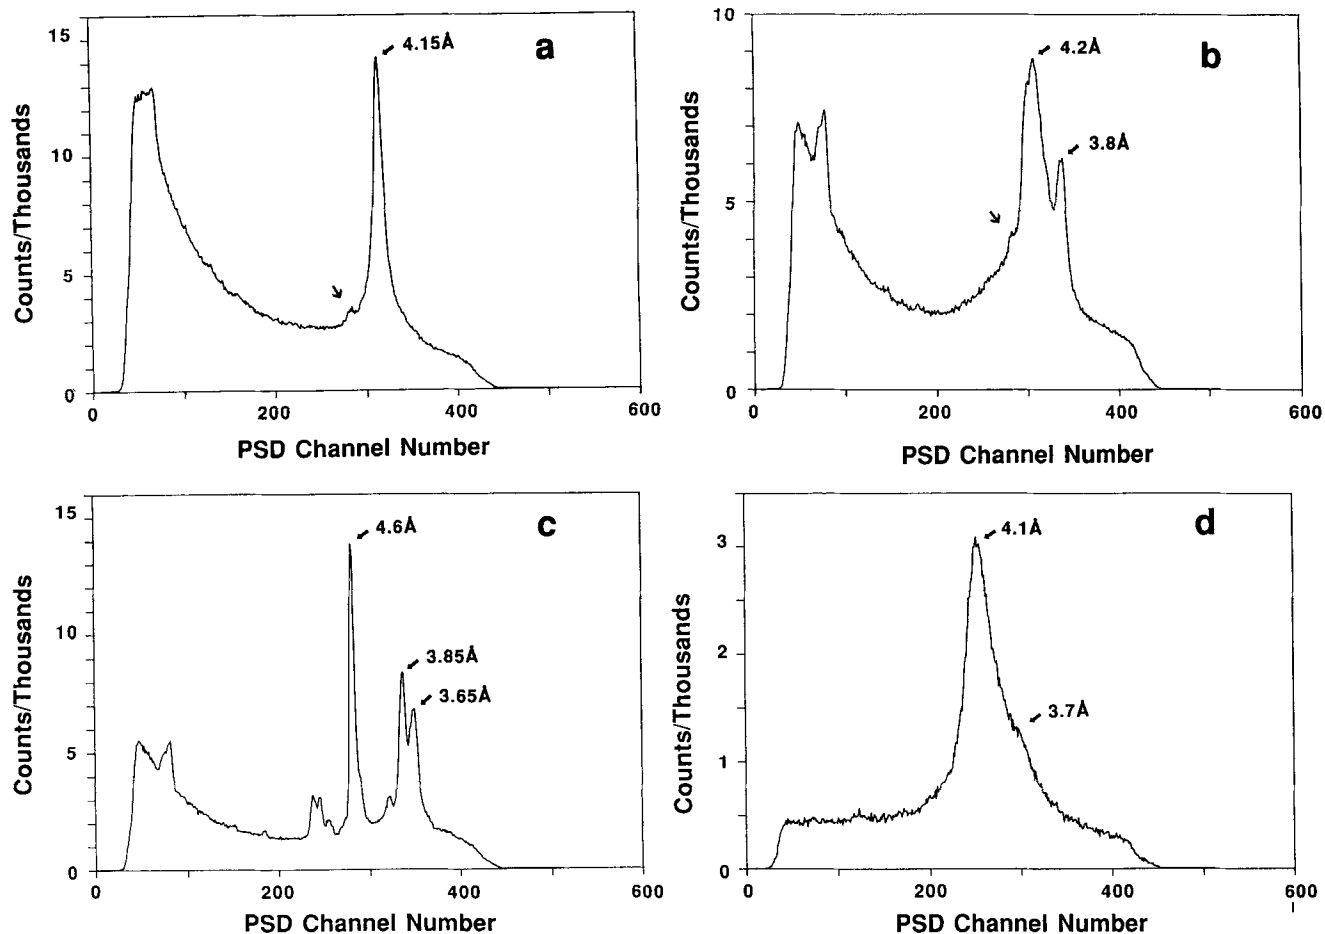 a
4.15Å
15
10
5
0
Counts/Thousands
0 200 400 600
PSD Channel Number
b
4.2Å
3.8Å
10
5
0
Counts/Thousands
0 200 400 600
PSD Channel Number
c
4.6Å
3.85Å
3.65Å
15
10
5
0
Counts/Thousands
0 200 400 600
PSD Channel Number
d
4.1Å
3.7Å
3
2
1
0
Counts/Thousands
0 200 400 600
PSD Channel Number